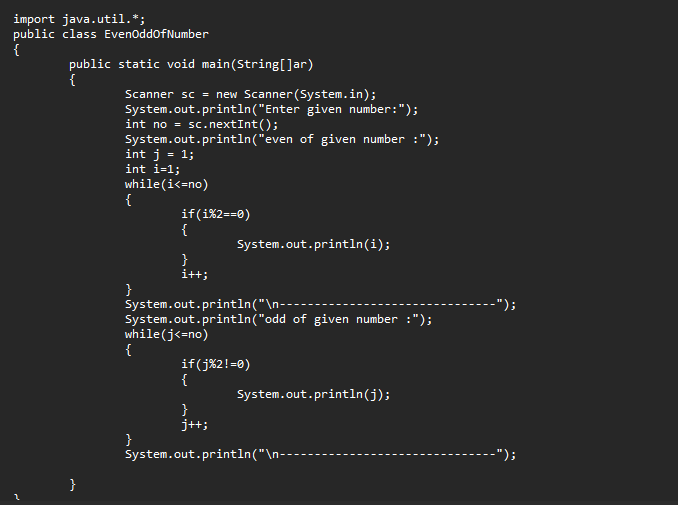 import java.util.*;
public class EvenOddOfNumber
{
public static void main(String[]ar)
{
Scanner sc = new Scanner(System.in);
System.out.println("Enter given number:");
int no = sc.nextInt();
System.out.println("even of given number :");
int j = 1;
int i=1;
while(i<=no)
{
if(i%2==0)
{
System.out.println(i);
}
i++;
}
System.out.println("\n-------------------------------");
System.out.println("odd of given number :");
while(j<=no)
{
if(j%2!=0)
{
System.out.println(j);
}
j++;
}
System.out.println("\n-------------------------------");
}
}